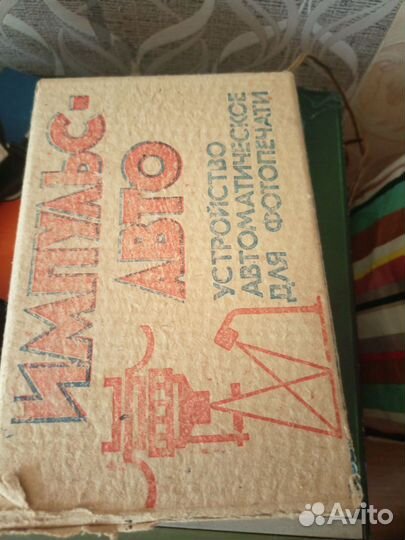 ИМПУЛЬС-
АВТО
УСТРОЙСТВО
АВТОМАТИЧЕСКОЕ
ДЛЯ ФОТОПЕЧАТИ
Avito